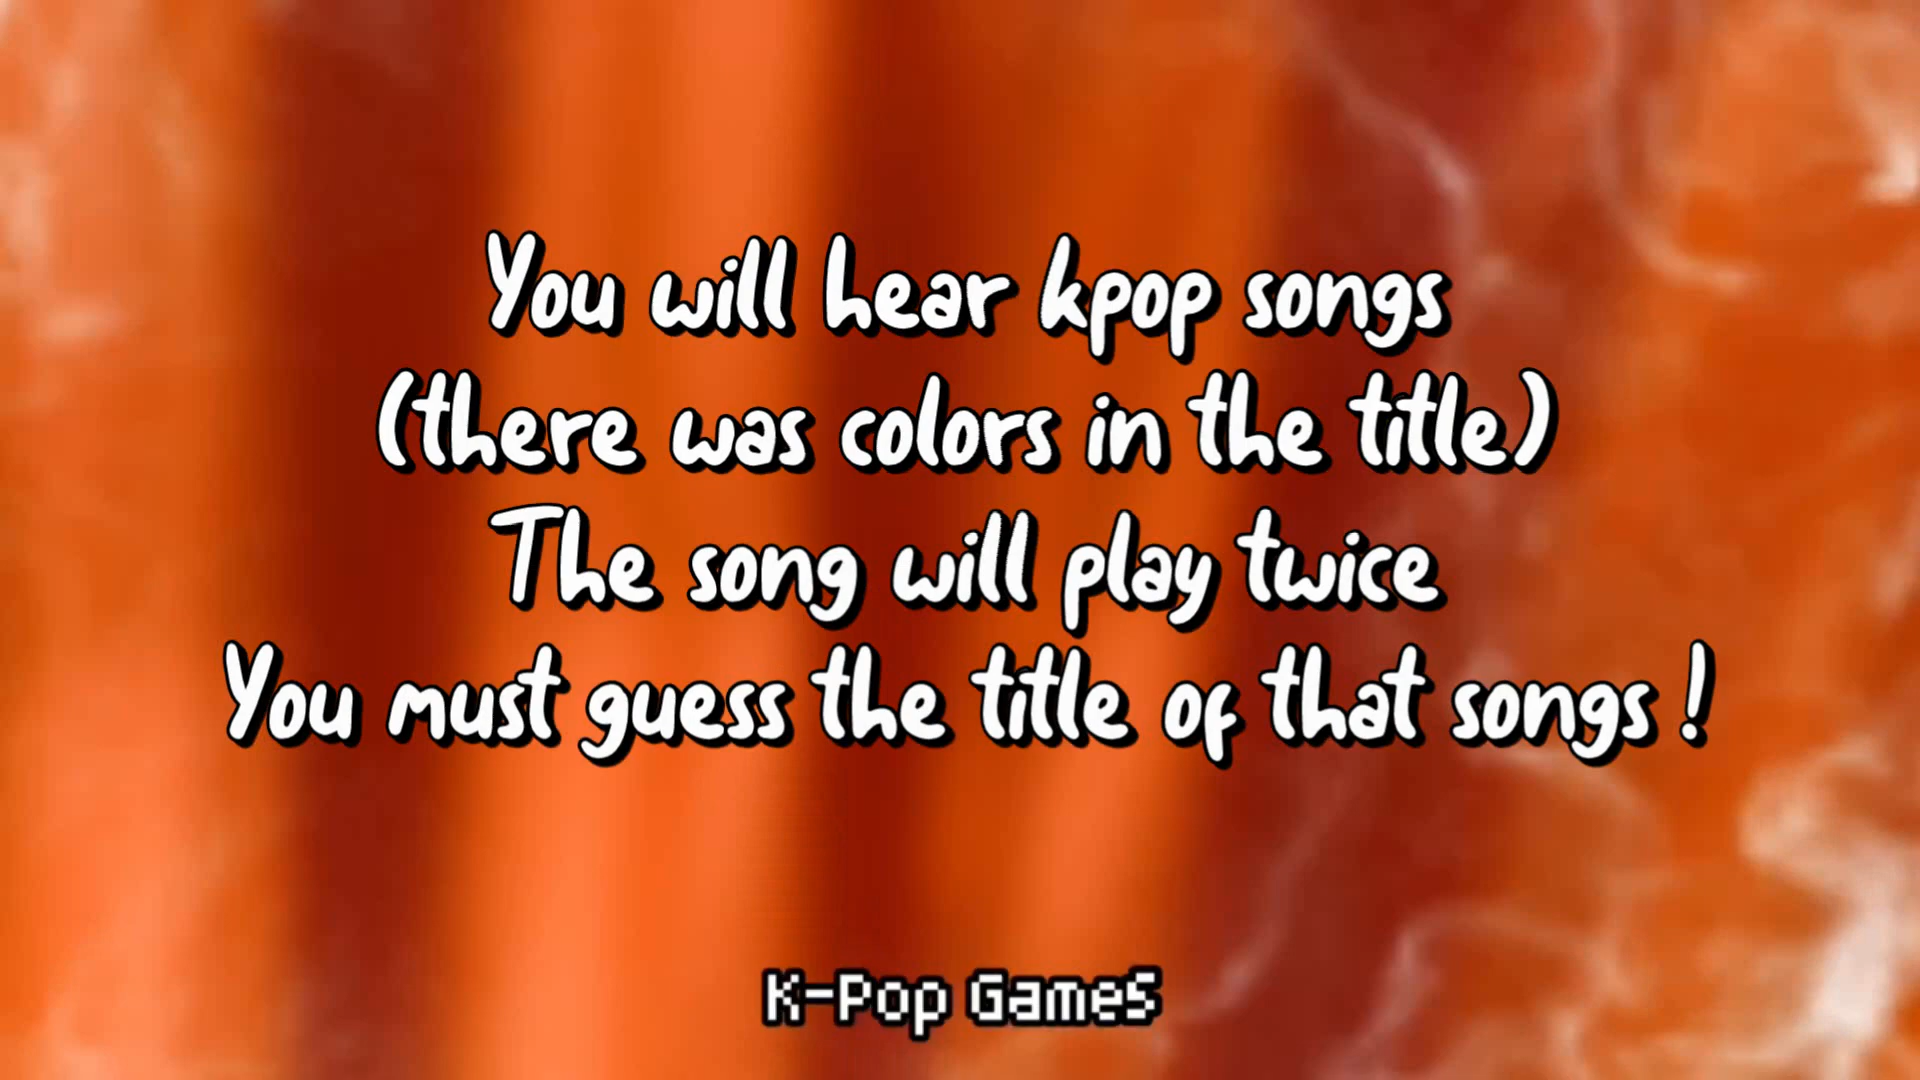 You will hear kpop songs
(there was colors in the title)
The song will play twice
You must guess the title of that songs !
K-Pop Games